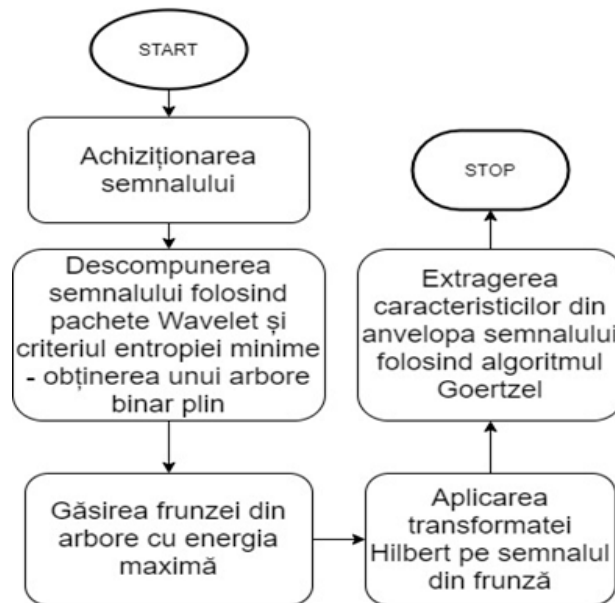 START
Achiziționarea
semnalului
Descompunerea
semnalului folosind
pachete Wavelet și
criteriul entropiei minime
- obținerea unui arbore
binar plin
Găsirea frunzei din
arbore cu energia
maximă
Aplicarea
transformatei
Hilbert pe semnalul
din frunză
Extragerea
caracteristicilor din
anvelopa semnalului
folosind algoritmul
Goertzel
STOP